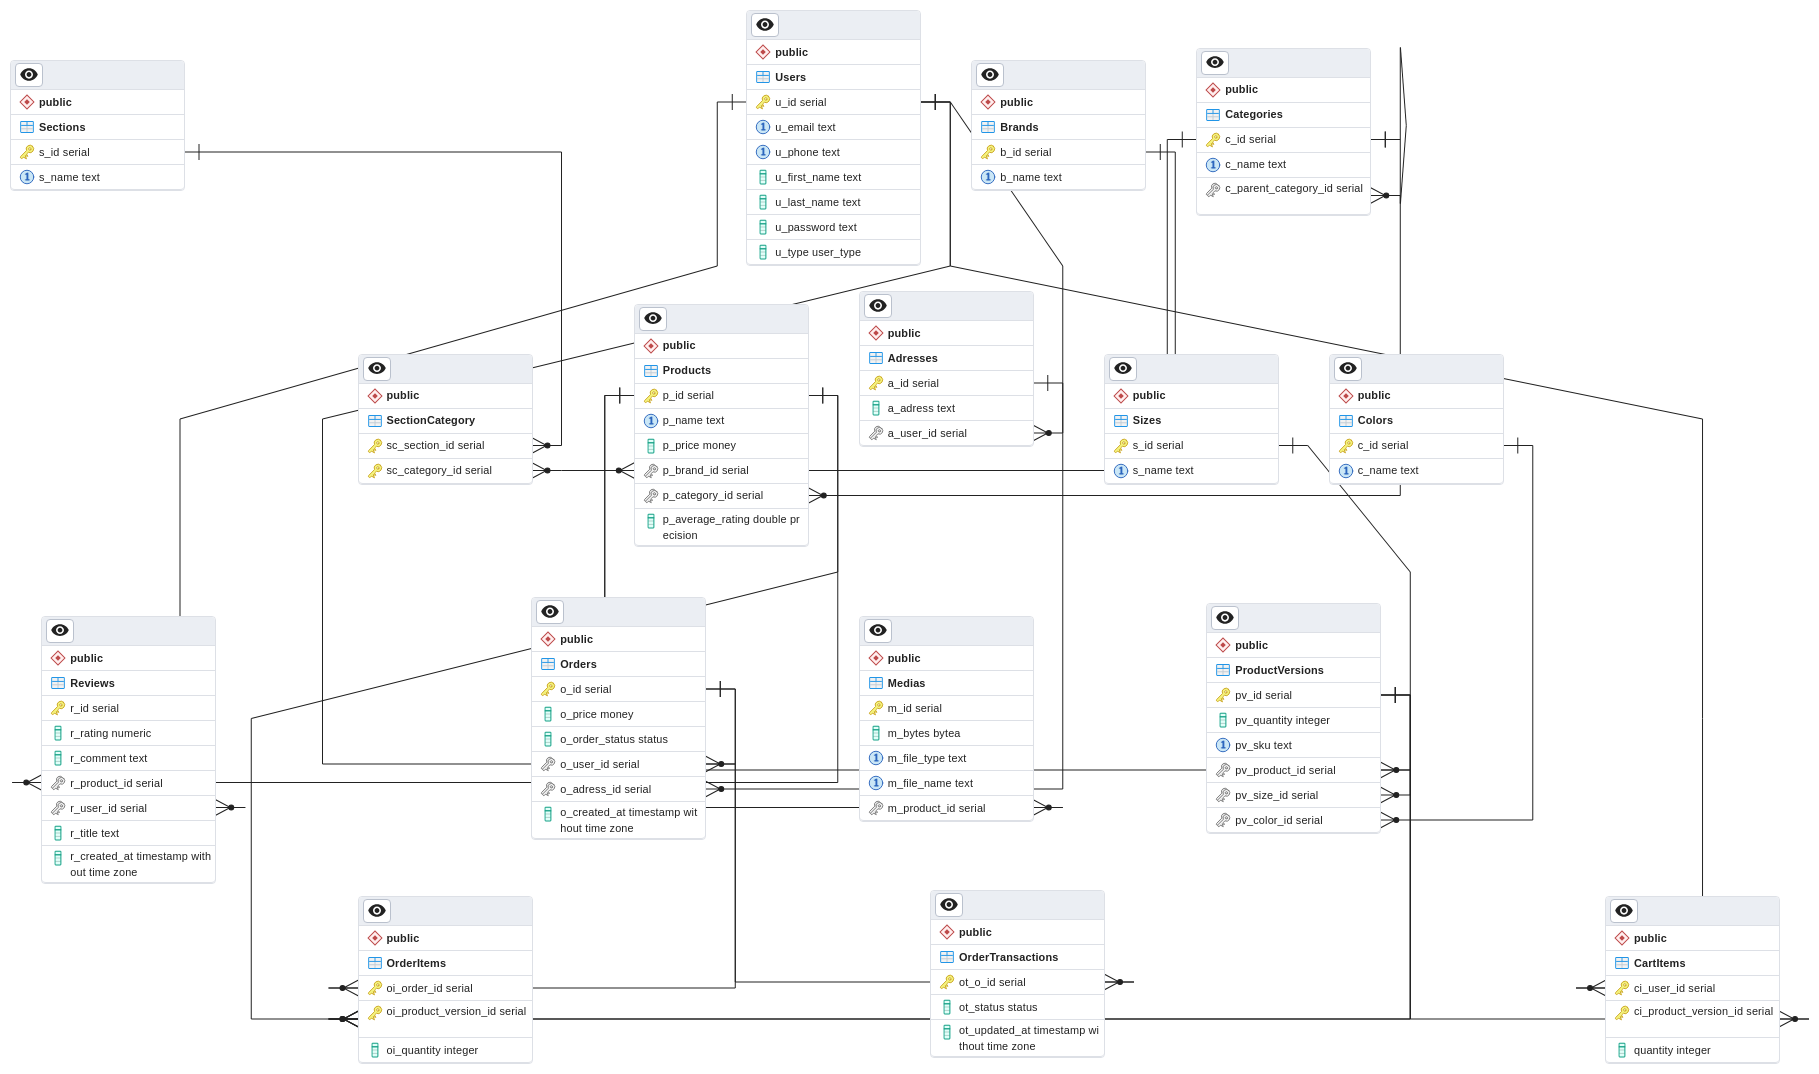 public
Users
u_id serial
u_email text
u_phone text
u_first_name text
u_last_name text
u_password text
u_type user_type
public
Sections
s_id serial
s_name text
public
Brands
b_id serial
b_name text
public
Categories
c_id serial
c_name text
c_parent_category_id serial
public
SectionCategory
sc_section_id serial
sc_category_id serial
public
Products
p_id serial
p_name text
p_price money
p_brand_id serial
p_category_id serial
p_average_rating double pr
ecision
public
Adresses
a_id serial
a_adress text
a_user_id serial
public
Sizes
s_id serial
s_name text
public
Colors
c_id serial
c_name text
public
Reviews
r_id serial
r_rating numeric
r_comment text
r_product_id serial
r_user_id serial
r_title text
r_created_at timestamp with
out time zone
public
Orders
o_id serial
o_price money
o_order_status status
o_user_id serial
o_adress_id serial
o_created_at timestamp wit
hout time zone
public
Medias
m_id serial
m_bytes bytea
m_file_type text
m_file_name text
m_product_id serial
public
ProductVersions
pv_id serial
pv_quantity integer
pv_sku text
pv_product_id serial
pv_size_id serial
pv_color_id serial
public
OrderItems
oi_order_id serial
oi_product_version_id serial
oi_quantity integer
public
OrderTransactions
ot_o_id serial
ot_status status
ot_updated_at timestamp wi
thout time zone
public
CartItems
ci_user_id serial
ci_product_version_id serial
quantity integer